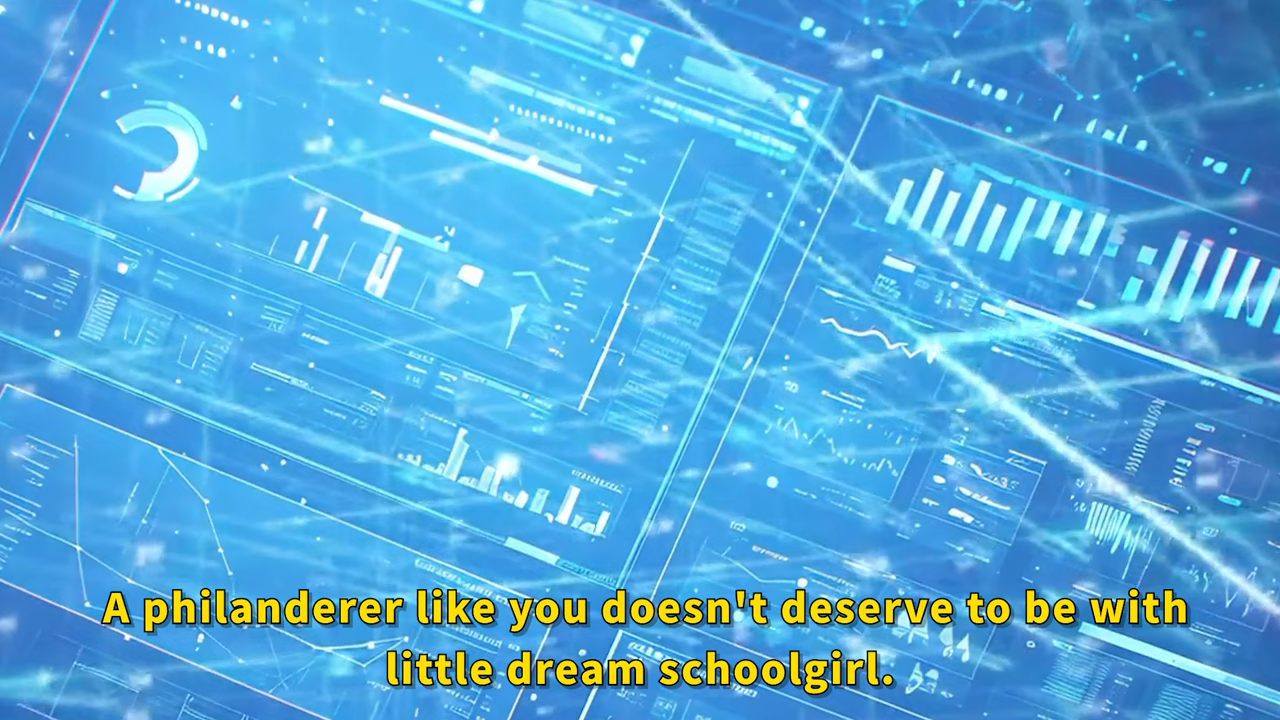 A philanderer like you doesn't deserve to be with
little dream schoolgirl.